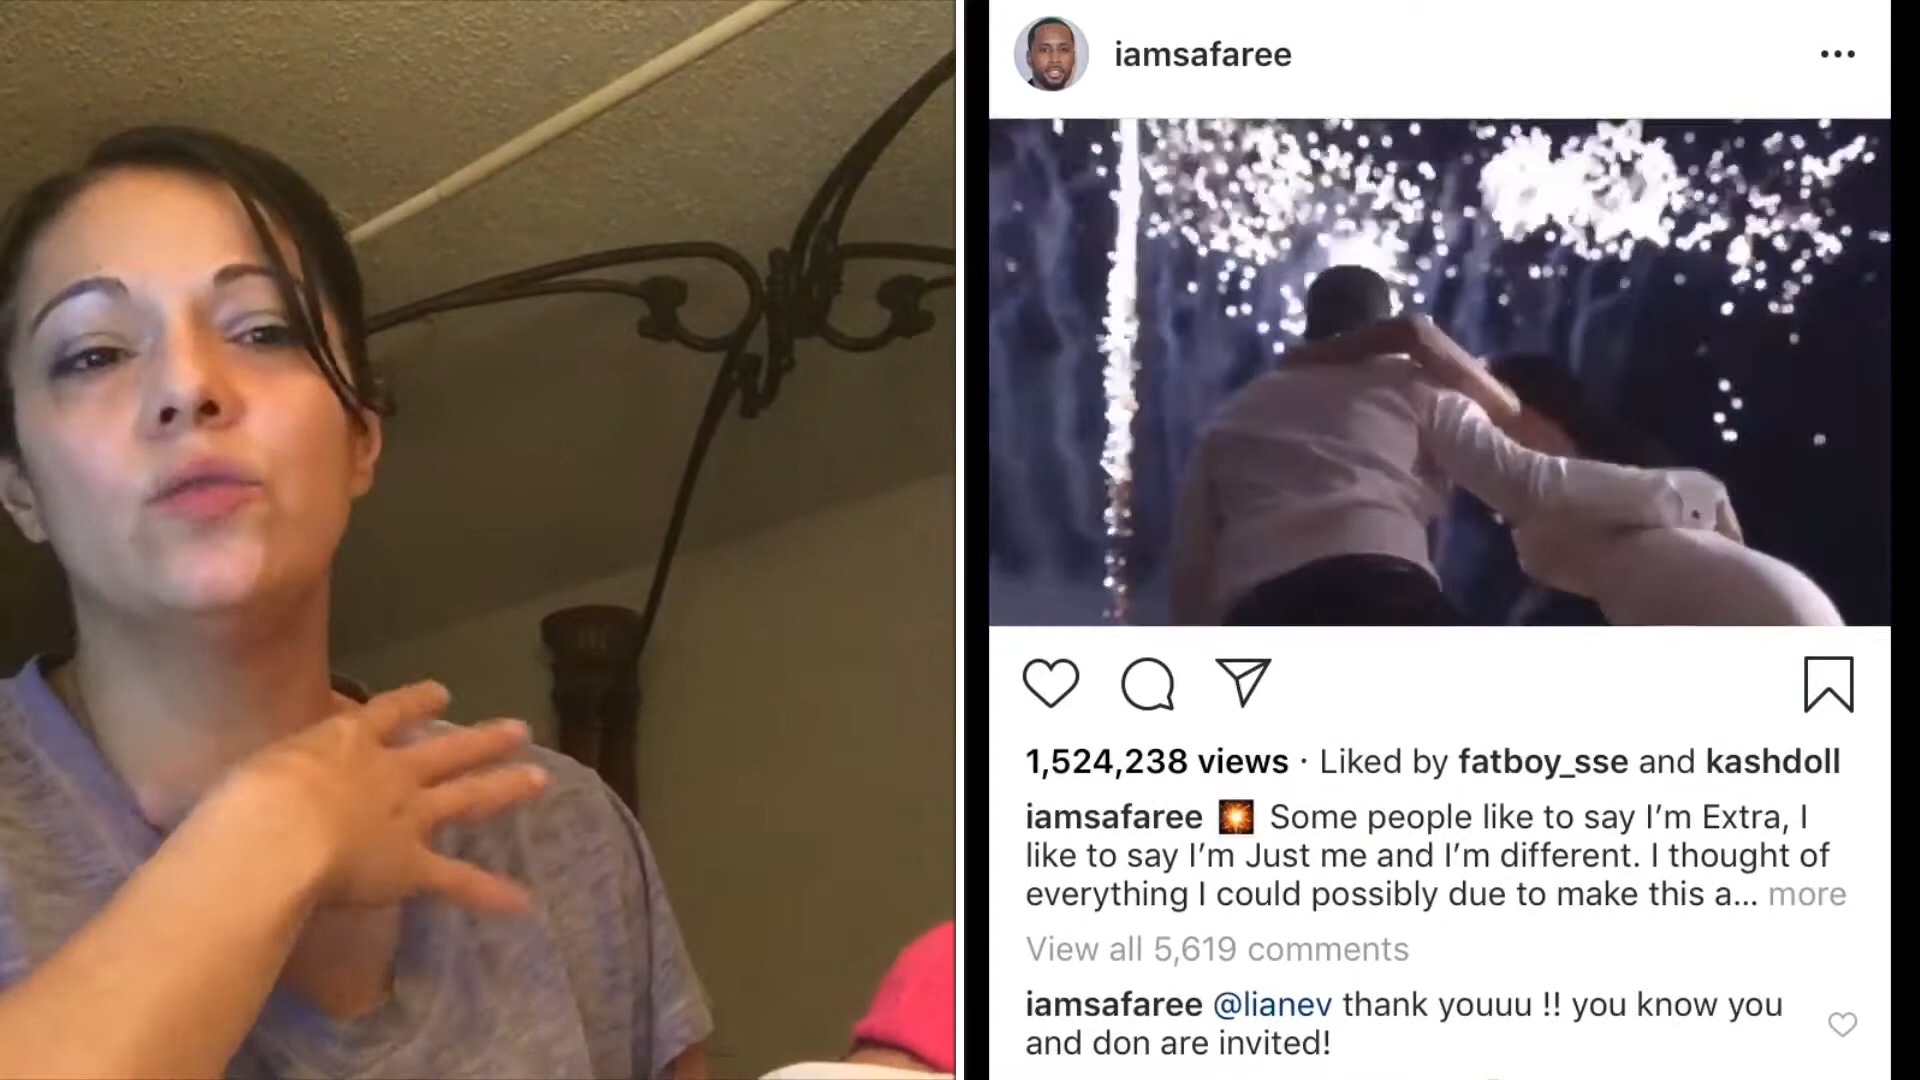 iamsafaree
1,524,238 views · Liked by fatboy_sse and kashdoll
iamsafaree 🎇 Some people like to say I’m Extra, I
like to say I’m Just me and I’m different. I thought of
everything I could possibly due to make this a... more
View all 5,619 comments
iamsafaree @lianev thank youuu !! you know you
and don are invited!